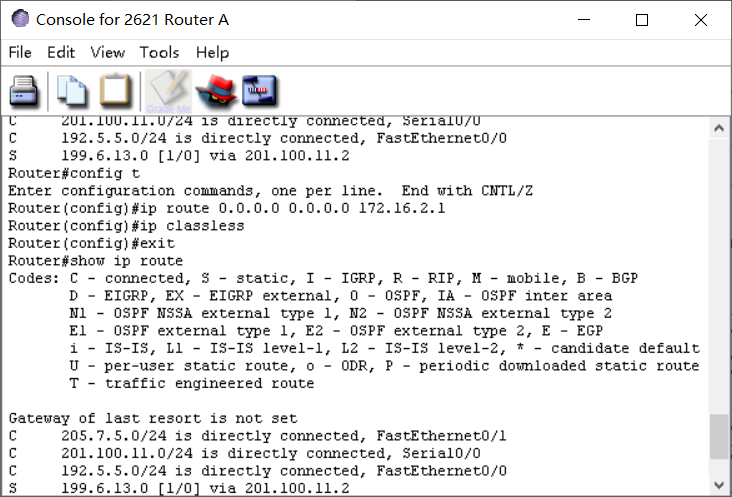 Console for 2621 Router A
File Edit View Tools Help
Grade Me
C 201.100.11.0/24 is directly connected, Serial0/0
C 192.5.5.0/24 is directly connected, FastEthernet0/0
S 199.6.13.0 [1/0] via 201.100.11.2
Router#config t
Enter configuration commands, one per line. End with CNTL/Z
Router(config)#ip route 0.0.0.0 0.0.0.0 172.16.2.1
Router(config)#ip classless
Router(config)#exit
Router#show ip route
Codes: C - connected, S - static, I - IGRP, R - RIP, M - mobile, B - BGP
D - EIGRP, EX - EIGRP external, O - OSPF, IA - OSPF inter area
N1 - OSPF NSSA external type 1, N2 - OSPF NSSA external type 2
E1 - OSPF external type 1, E2 - OSPF external type 2, E - EGP
i - IS-IS, L1 - IS-IS level-1, L2 - IS-IS level-2, * - candidate default
U - per-user static route, o - ODR, P - periodic downloaded static route
T - traffic engineered route
Gateway of last resort is not set
C 205.7.5.0/24 is directly connected, FastEthernet0/1
C 201.100.11.0/24 is directly connected, Serial0/0
C 192.5.5.0/24 is directly connected, FastEthernet0/0
S 199.6.13.0 [1/0] via 201.100.11.2